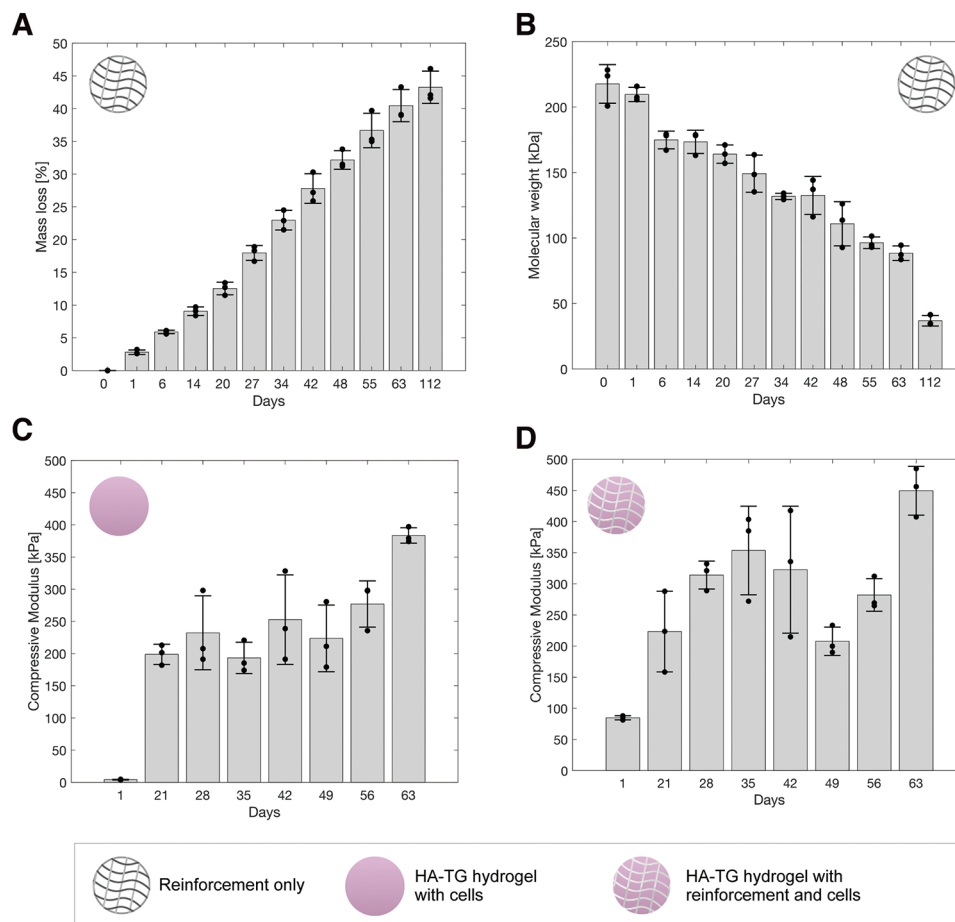 A
B
Mass loss [%]
50
45
40
35
30
25
20
15
10
5
0
0 1 6 14 20 27 34 42 48 55 63 112
Days
Molecular weight [kDa]
250
200
150
100
50
0
0 1 6 14 20 27 34 42 48 55 63 112
Days
C
D
Compressive Modulus [kPa]
500
450
400
350
300
250
200
150
100
50
0
1 21 28 35 42 49 56 63
Days
Compressive Modulus [kPa]
500
450
400
350
300
250
200
150
100
50
0
1 21 28 35 42 49 56 63
Days
Reinforcement only
HA-TG hydrogel
with cells
HA-TG hydrogel with
reinforcement and cells